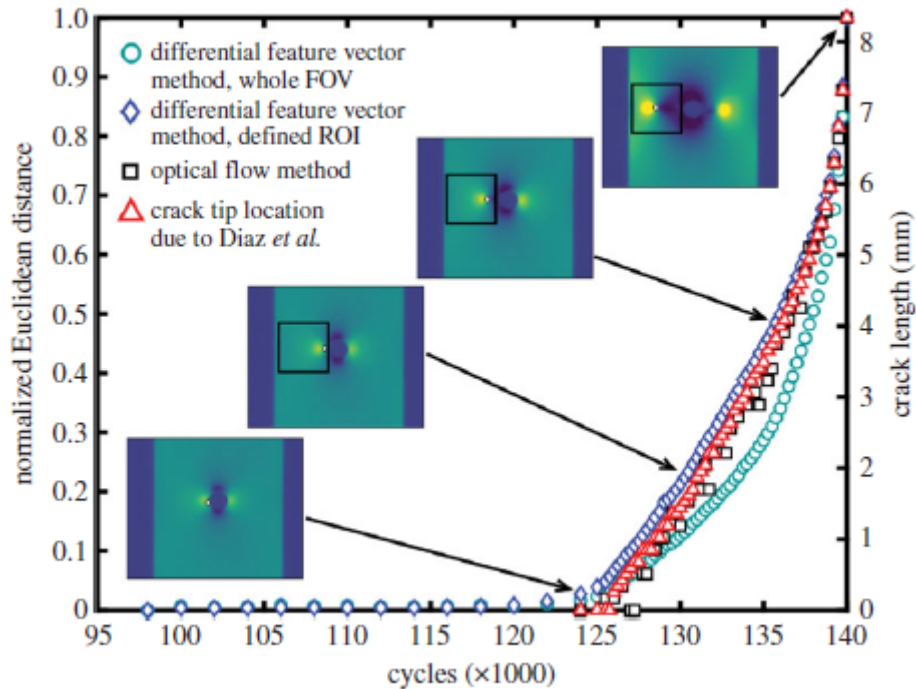 1.0
0.9
0.8
0.7
0.6
0.5
0.4
0.3
0.2
0.1
0
normalized Euclidean distance
differential feature vector
method, whole FOV
differential feature vector
method, defined ROI
optical flow method
crack tip location
due to Diaz et al.
8
7
6
5
4
3
2
1
0
crack length (mm)
95 100 105 110 115 120 125 130 135 140
cycles (×1000)